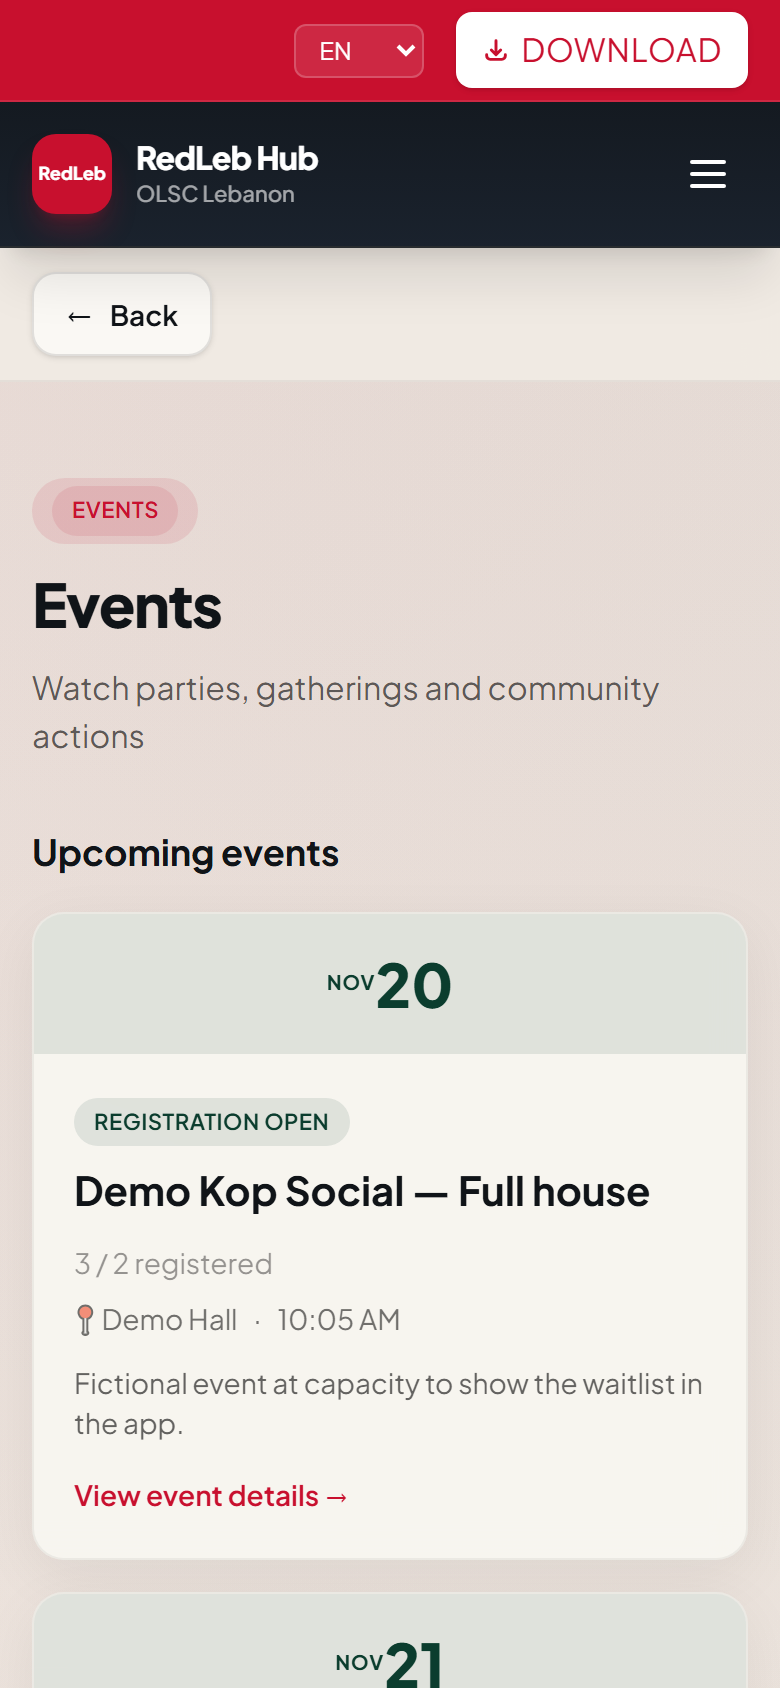 EN
DOWNLOAD
RedLeb
RedLeb Hub
OLSC Lebanon
← Back
EVENTS
Events
Watch parties, gatherings and community
actions
Upcoming events
NOV 20
REGISTRATION OPEN
Demo Kop Social — Full house
3 / 2 registered
Demo Hall · 10:05 AM
Fictional event at capacity to show the waitlist in
the app.
View event details →
NOV 21